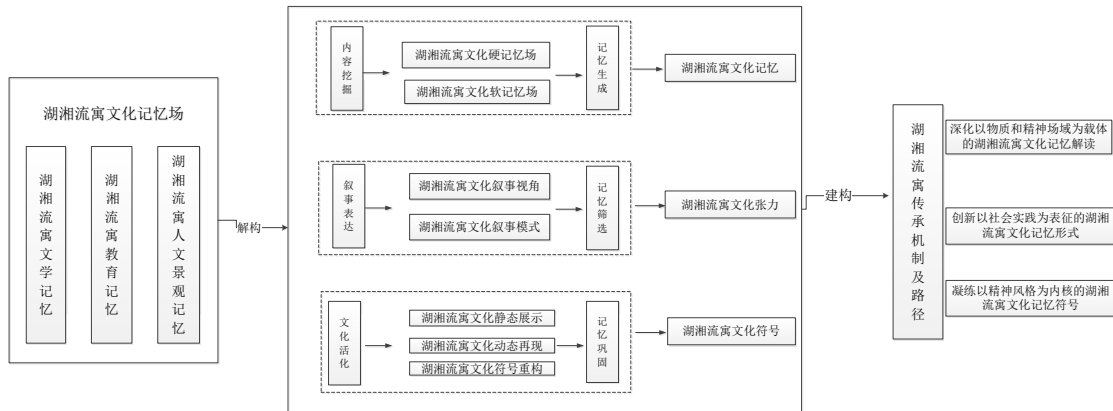 湖湘流寓文化记忆场
湖湘流寓文学记忆
湖湘流寓教育记忆
湖湘流寓人文景观记忆
解构
内容挖掘
湖湘流寓文化硬记忆场
湖湘流寓文化软记忆场
记忆生成
湖湘流寓文化记忆
叙事表达
湖湘流寓文化叙事视角
湖湘流寓文化叙事模式
记忆筛选
湖湘流寓文化张力
文化活化
湖湘流寓文化静态展示
湖湘流寓文化动态再现
湖湘流寓文化符号重构
记忆巩固
湖湘流寓文化符号
建构
湖湘流寓传承机制及路径
深化以物质和精神场域为载体
的湖湘流寓文化记忆解读
创新以社会实践为表征的湖湘
流寓文化记忆形式
凝练以精神风格为内核的湖湘
流寓文化记忆符号